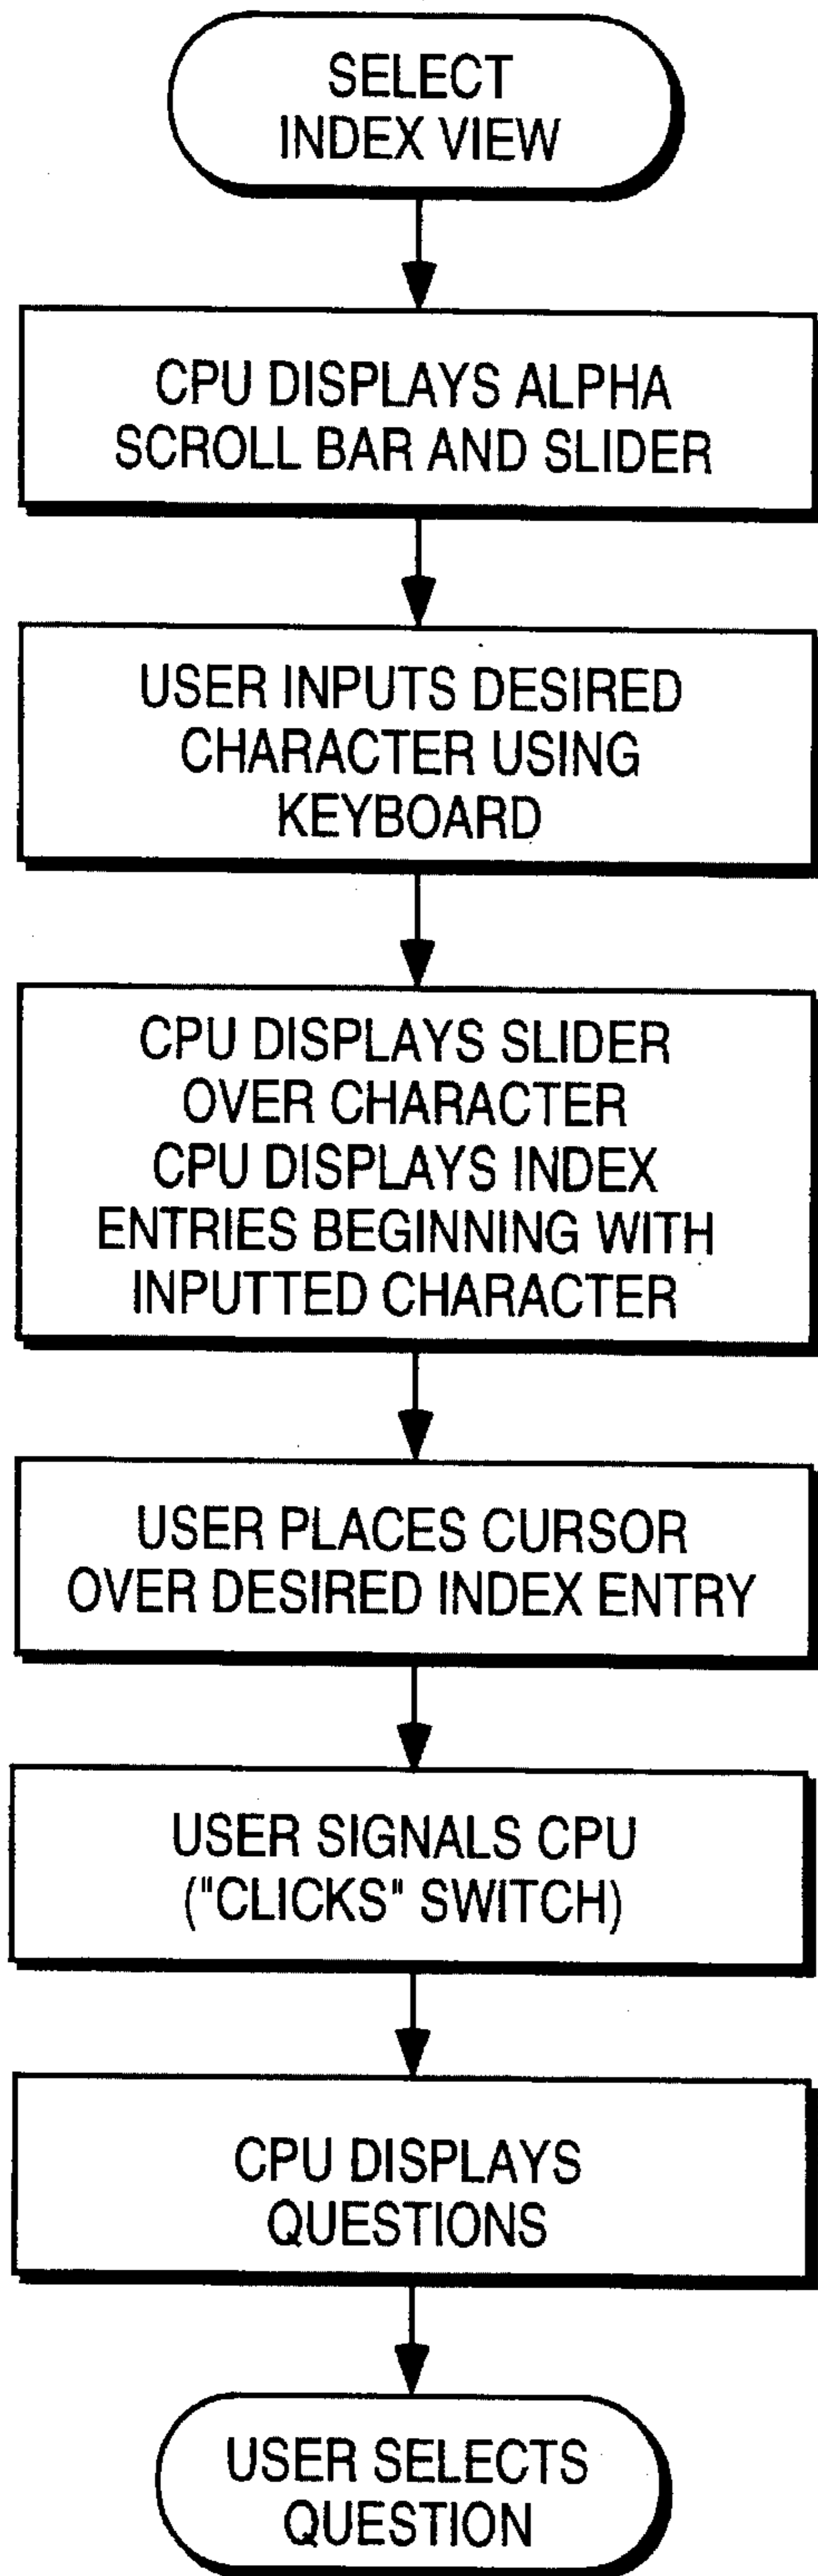 SELECT
INDEX VIEW
CPU DISPLAYS ALPHA
SCROLL BAR AND SLIDER
USER INPUTS DESIRED
CHARACTER USING
KEYBOARD
CPU DISPLAYS SLIDER
OVER CHARACTER
CPU DISPLAYS INDEX
ENTRIES BEGINNING WITH
INPUTTED CHARACTER
USER PLACES CURSOR
OVER DESIRED INDEX ENTRY
USER SIGNALS CPU
("CLICKS" SWITCH)
CPU DISPLAYS
QUESTIONS
USER SELECTS
QUESTION